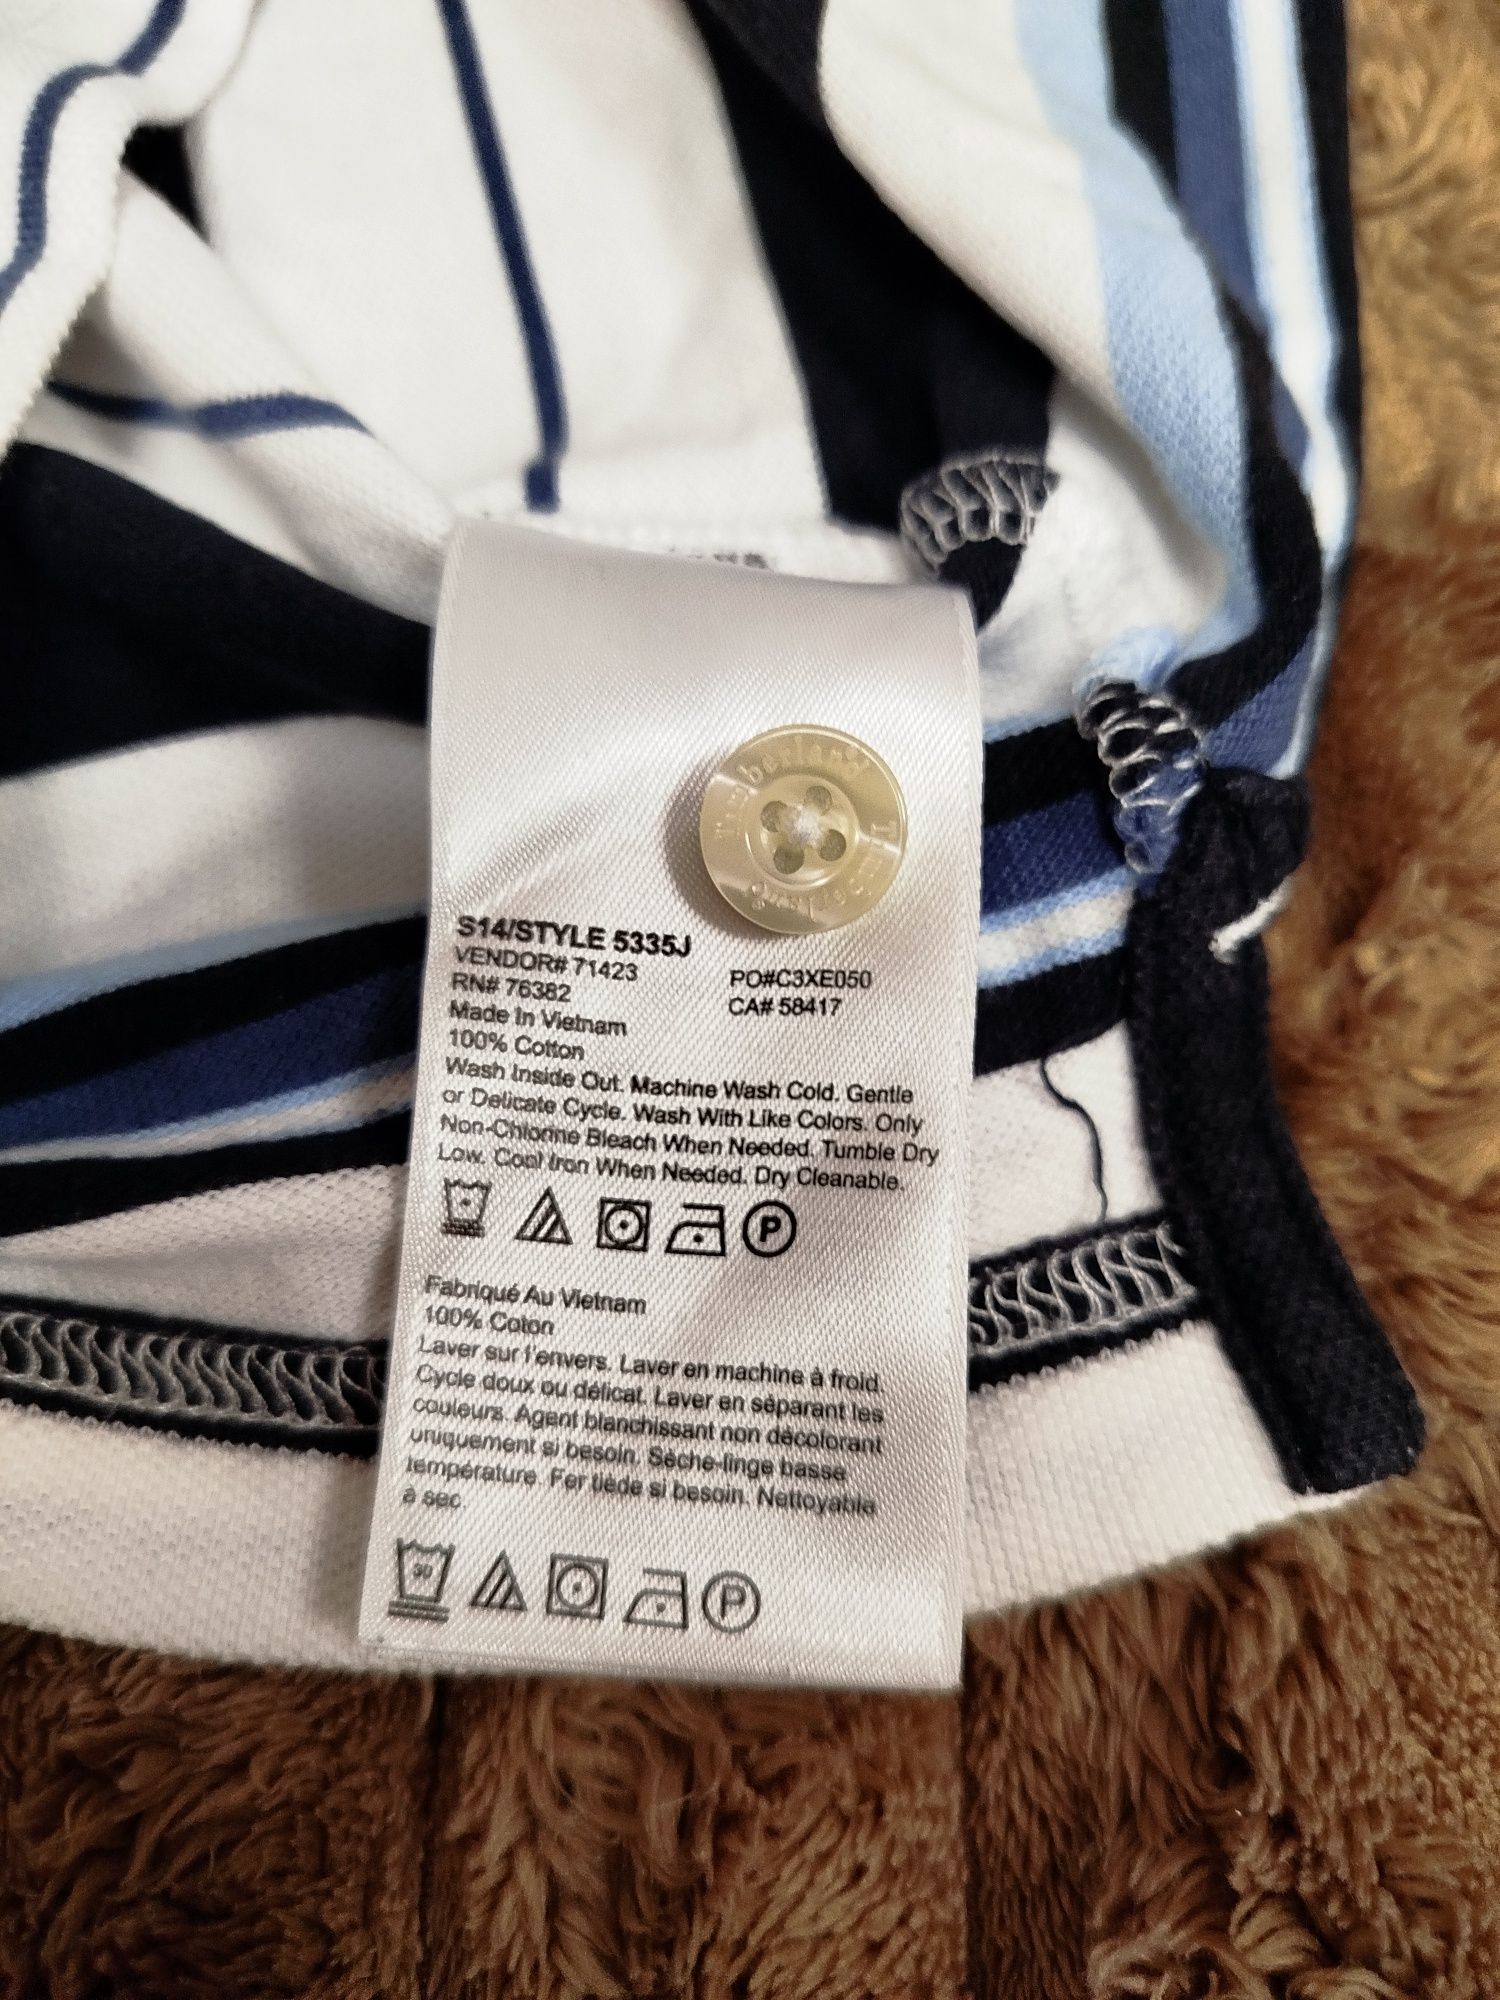 Timberland
Timberland
S14/STYLE 5335J
VENDOR# 71423
PO#C3XE050
RN# 76382
CA# 58417
Made In Vietnam
100% Cotton
Wash Inside Out. Machine Wash Cold. Gentle
or Delicate Cycle. Wash With Like Colors. Only
Non-Chlorine Bleach When Needed. Tumble Dry
Low. Cool Iron When Needed. Dry Cleanable.
P
Fabriqué Au Vietnam
100% Coton
Laver sur l'envers. Laver en machine à froid.
Cycle doux ou délicat. Laver en séparant les
couleurs. Agent blanchissant non décolorant
uniquement si besoin. Sèche-linge basse
température. Fer tiède si besoin. Nettoyable
à sec.
30
P